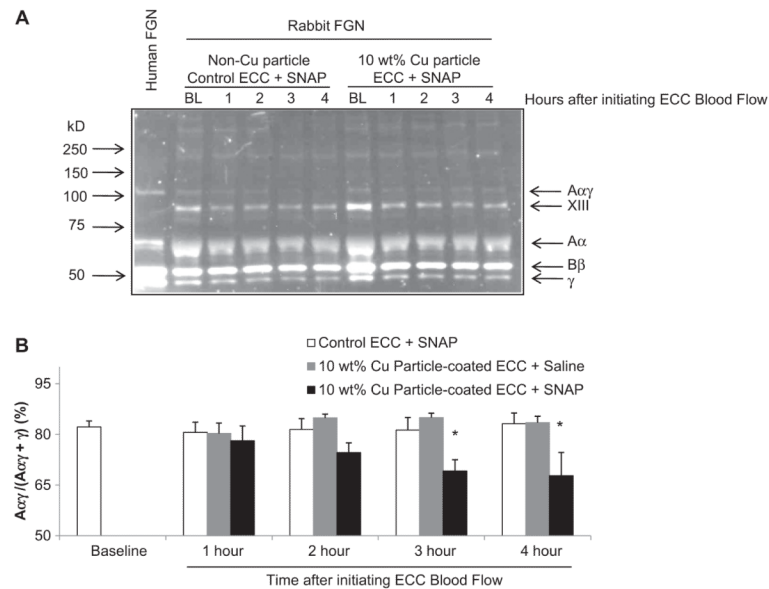 A
Human FGN
Rabbit FGN
Non-Cu particle
Control ECC + SNAP
10 wt% Cu particle
ECC + SNAP
BL 1 2 3 4 BL 1 2 3 4 Hours after initiating ECC Blood Flow
kD
250
150
100
75
50
Aαγ
XIII
Aα
Bβ
γ
B
Control ECC + SNAP
10 wt% Cu Particle-coated ECC + Saline
10 wt% Cu Particle-coated ECC + SNAP
Aαγ/(Aαγ + γ) (%)
95
80
65
50
* *
Baseline 1 hour 2 hour 3 hour 4 hour
Time after initiating ECC Blood Flow